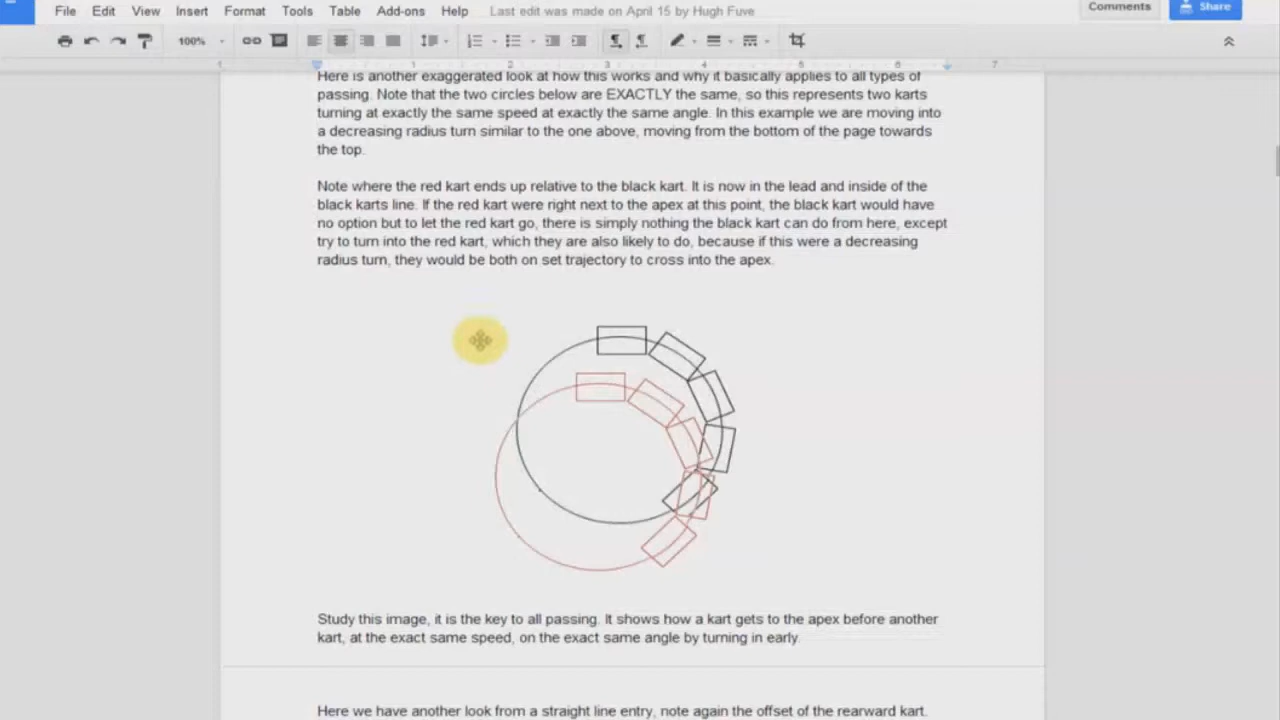 File Edit View Insert Format Tools Table Add-ons Help Last edit was made on April 15 by Hugh Fuve
Comments Share
100%
1 1 2 3 4 5 6 7
Here is another exaggerated look at how this works and why it basically applies to all types of
passing. Note that the two circles below are EXACTLY the same, so this represents two karts
turning at exactly the same speed at exactly the same angle. In this example we are moving into
a decreasing radius turn similar to the one above, moving from the bottom of the page towards
the top.
Note where the red kart ends up relative to the black kart. It is now in the lead and inside of the
black karts line. If the red kart were right next to the apex at this point, the black kart would have
no option but to let the red kart go, there is simply nothing the black kart can do from here, except
try to turn into the red kart, which they are also likely to do, because if this were a decreasing
radius turn, they would be both on set trajectory to cross into the apex.
Study this image, it is the key to all passing. It shows how a kart gets to the apex before another
kart, at the exact same speed, on the exact same angle by turning in early.
Here we have another look from a straight line entry, note again the offset of the rearward kart.